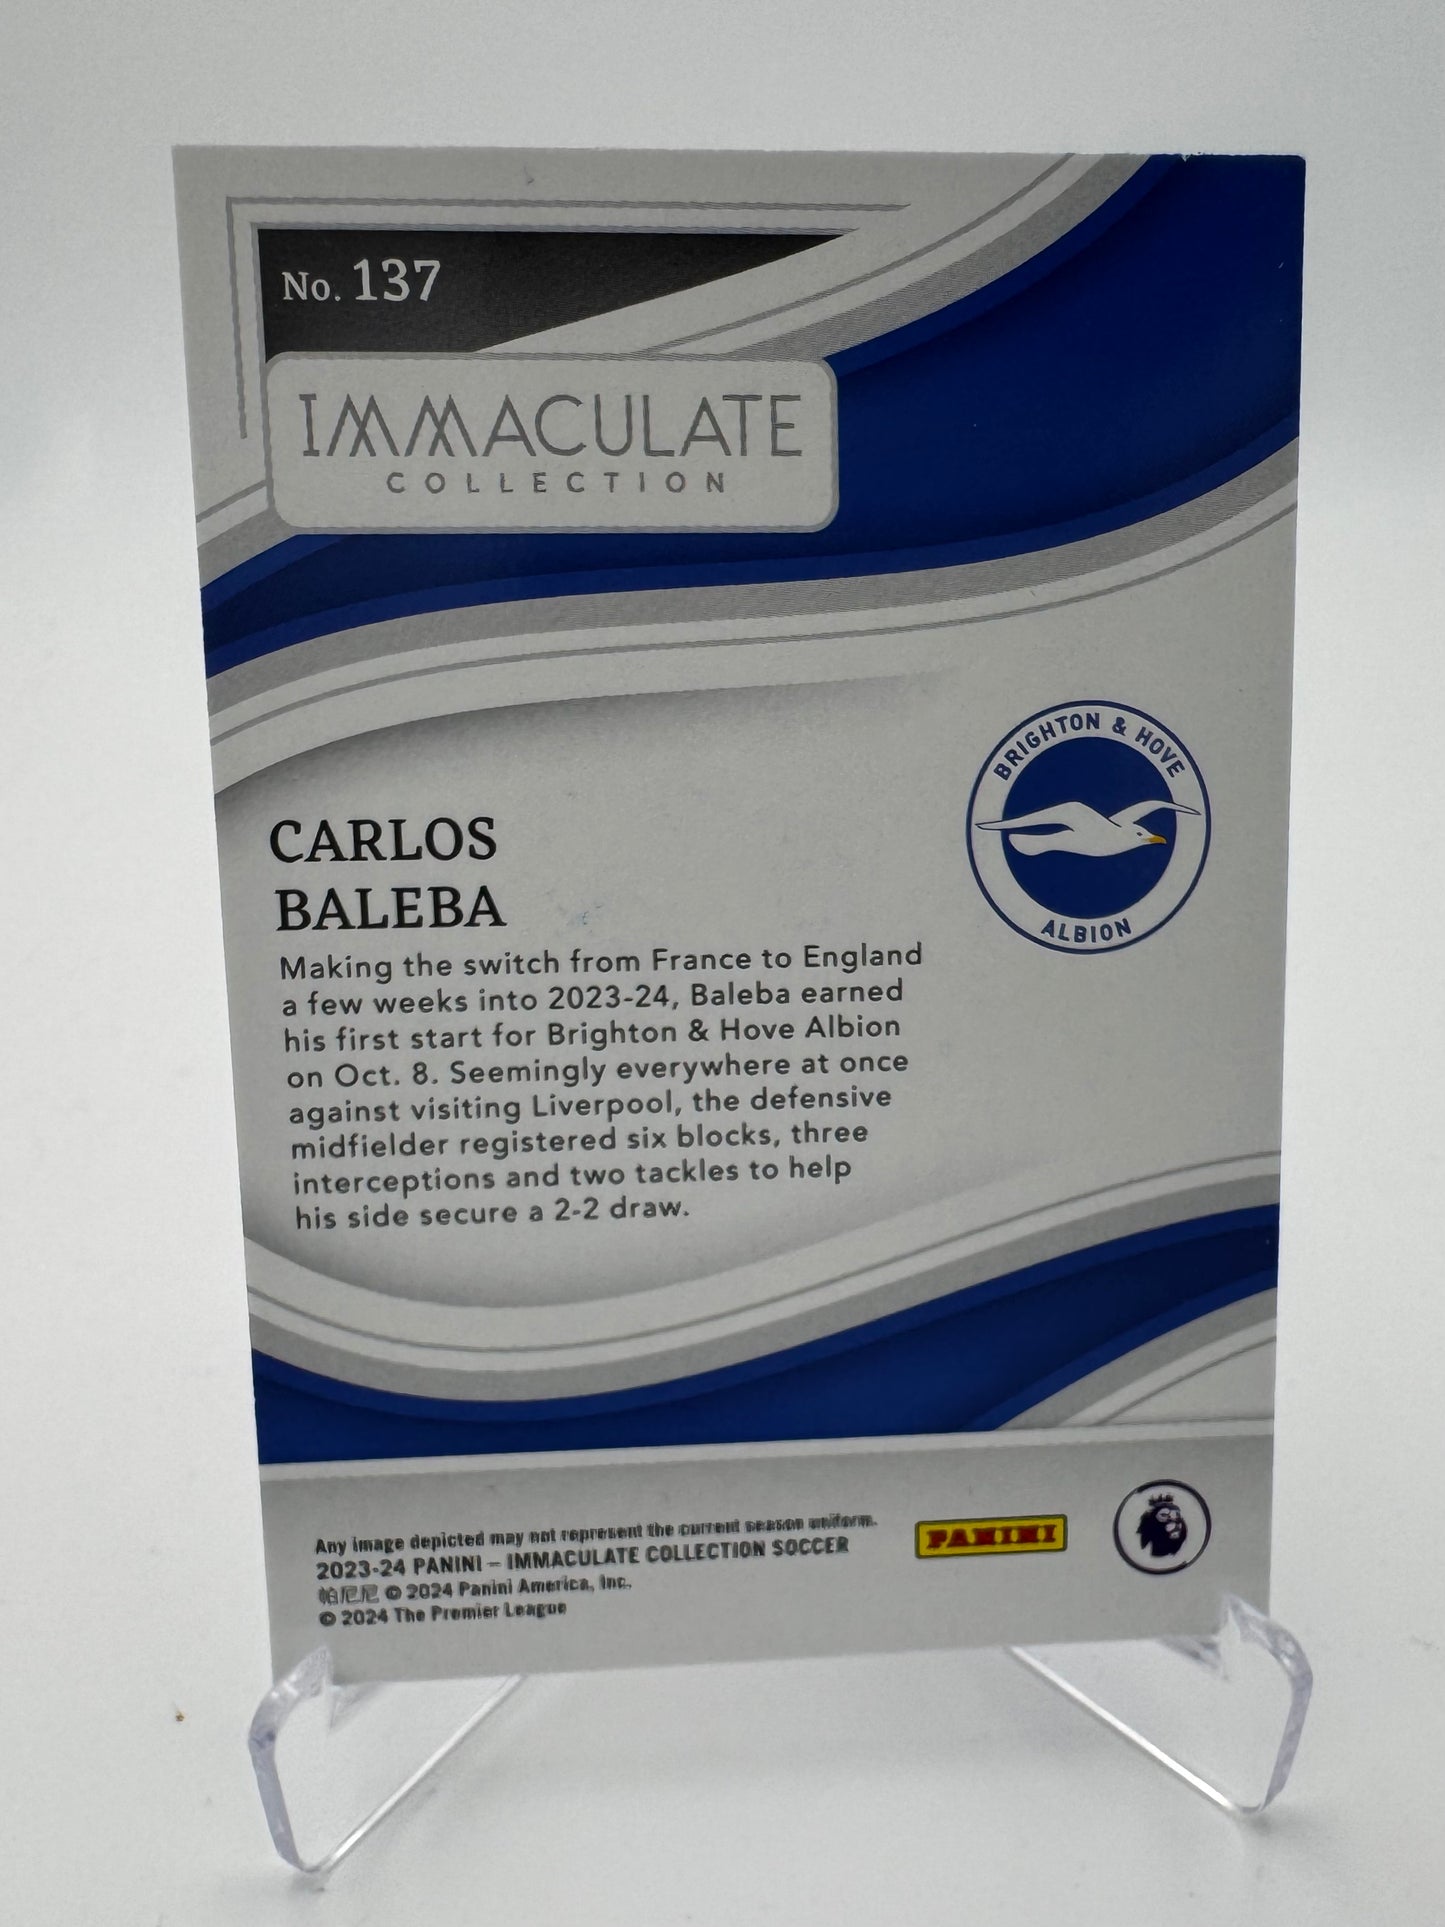 No. 137
IMMACULATE
COLLECTION
BRIGHTON & HOVE
ALBION
CARLOS
BALEBA
Making the switch from France to England
a few weeks into 2023-24, Baleba earned
his first start for Brighton & Hove Albion
on Oct. 8. Seemingly everywhere at once
against visiting Liverpool, the defensive
midfielder registered six blocks, three
interceptions and two tackles to help
his side secure a 2-2 draw.
Any image depicted may not represent the current season uniform.
2023-24 PANINI – IMMACULATE COLLECTION SOCCER
帕尼尼 © 2024 Panini America, Inc.
© 2024 The Premier League
PANINI